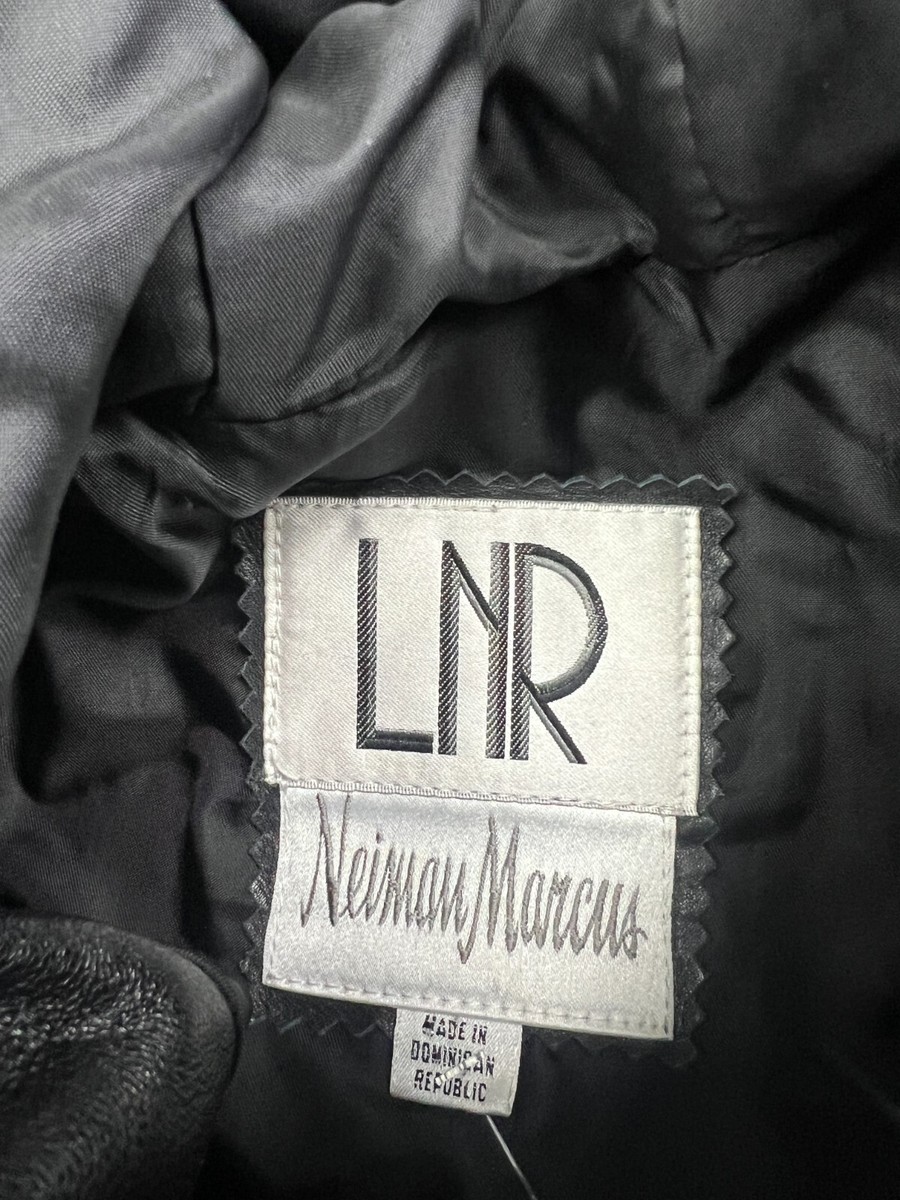 LNR
Neiman Marcus
MADE IN
DOMINICAN
REPUBLIC